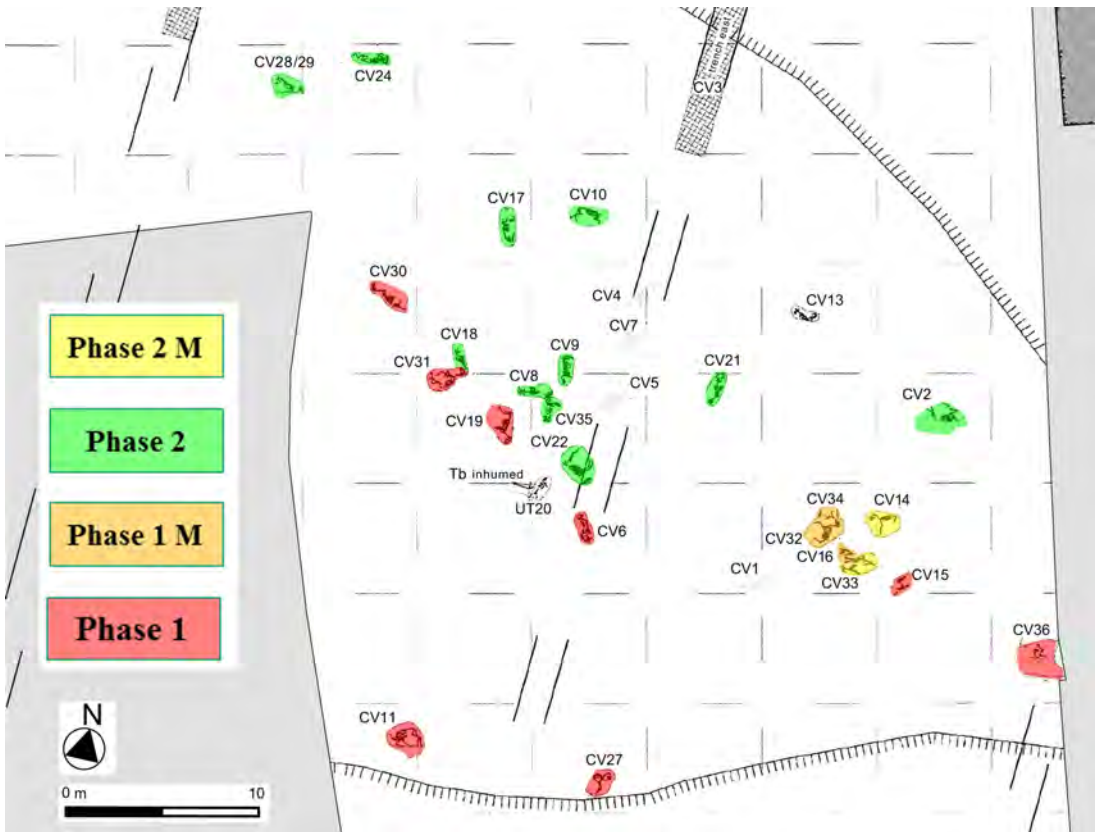 CV28/29
CV24
trench east
CV3
CV17
CV10
CV30
CV4
CV13
CV7
CV18
CV9
CV31
CV8
CV21
CV5
CV2
CV19
CV35
CV22
Tb inhumed
UT20
CV34
CV14
CV32
CV6
CV16
CV1
CV33
CV15
CV36
CV11
CV27
Phase 2 M
Phase 2
Phase 1 M
Phase 1
N
0 m
10